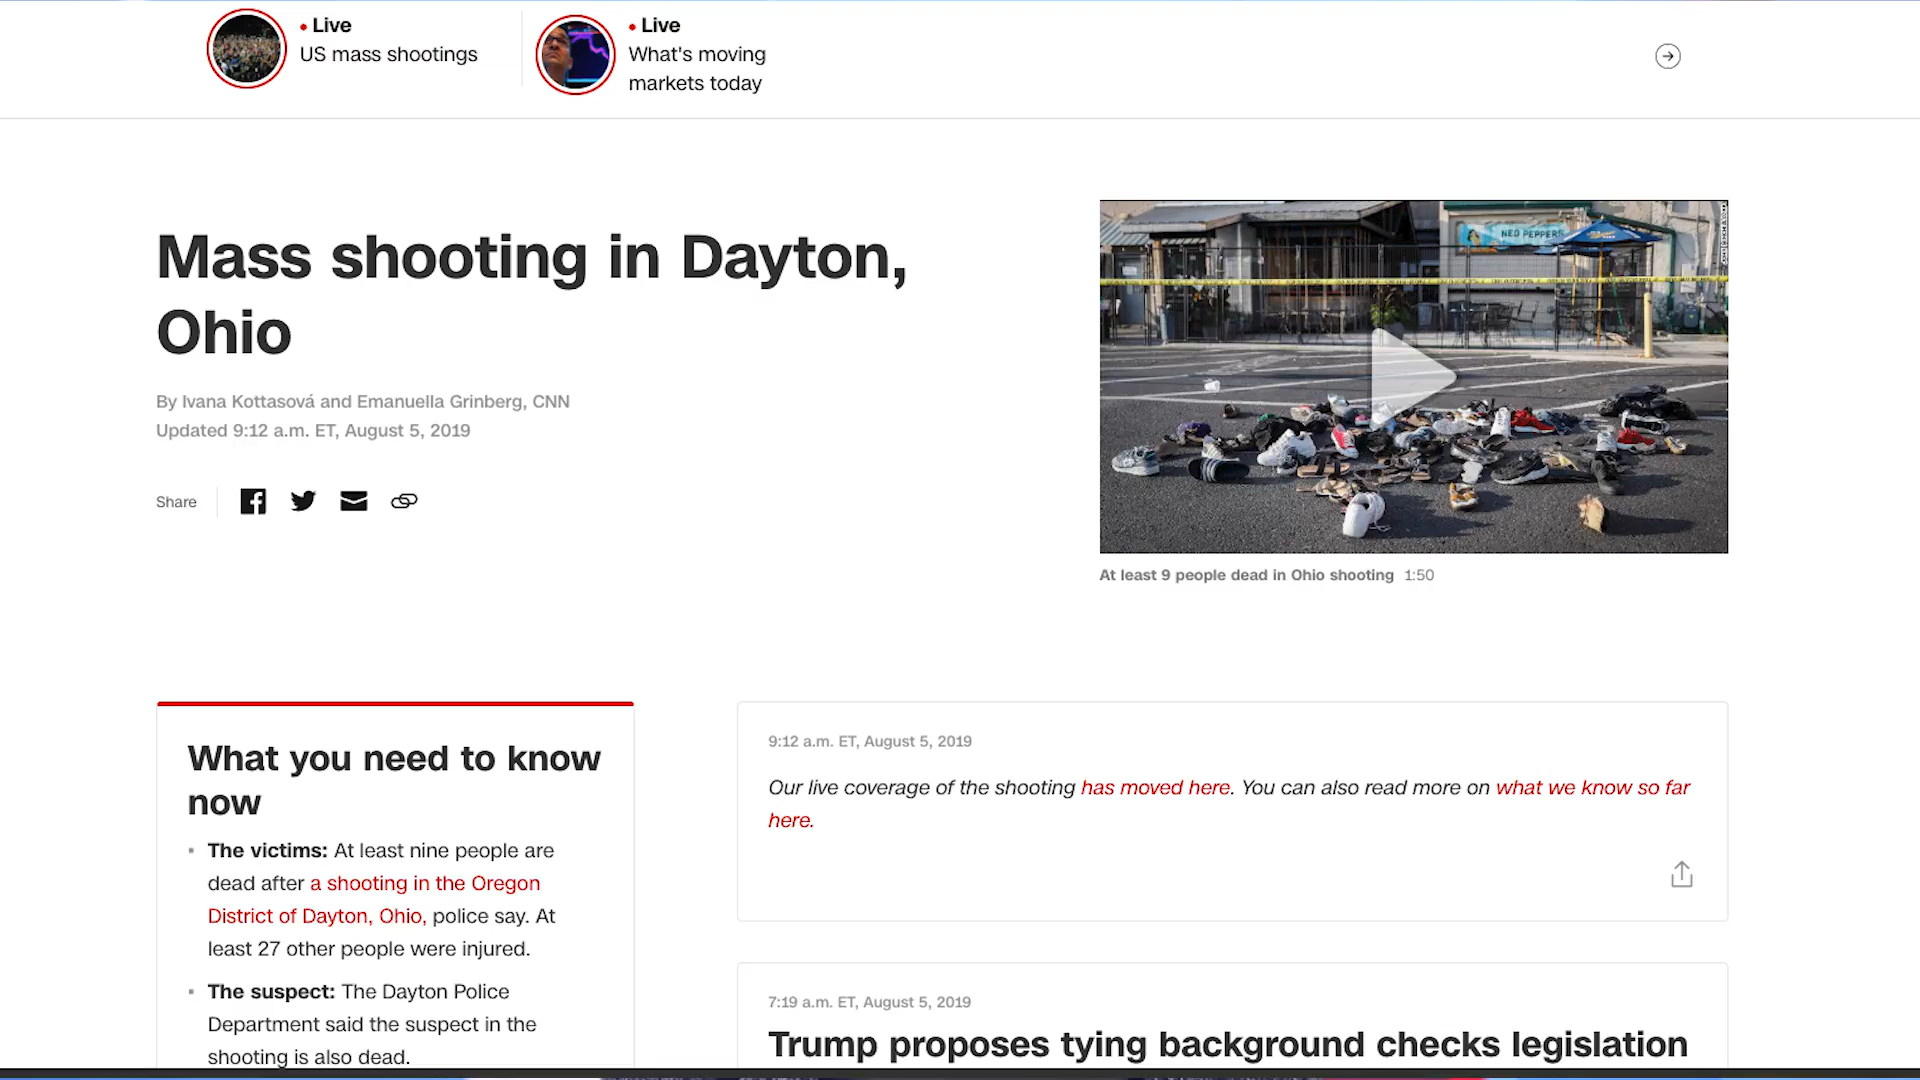 Live
US mass shootings
Live
What's moving
markets today
Mass shooting in Dayton,
Ohio
By Ivana Kottasová and Emanuella Grinberg, CNN
Updated 9:12 a.m. ET, August 5, 2019
Share
NED PEPPERS
At least 9 people dead in Ohio shooting 1:50
What you need to know
now
The victims: At least nine people are
dead after a shooting in the Oregon
District of Dayton, Ohio, police say. At
least 27 other people were injured.
The suspect: The Dayton Police
Department said the suspect in the
shooting is also dead.
9:12 a.m. ET, August 5, 2019
Our live coverage of the shooting has moved here. You can also read more on what we know so far
here.
7:19 a.m. ET, August 5, 2019
Trump proposes tying background checks legislation